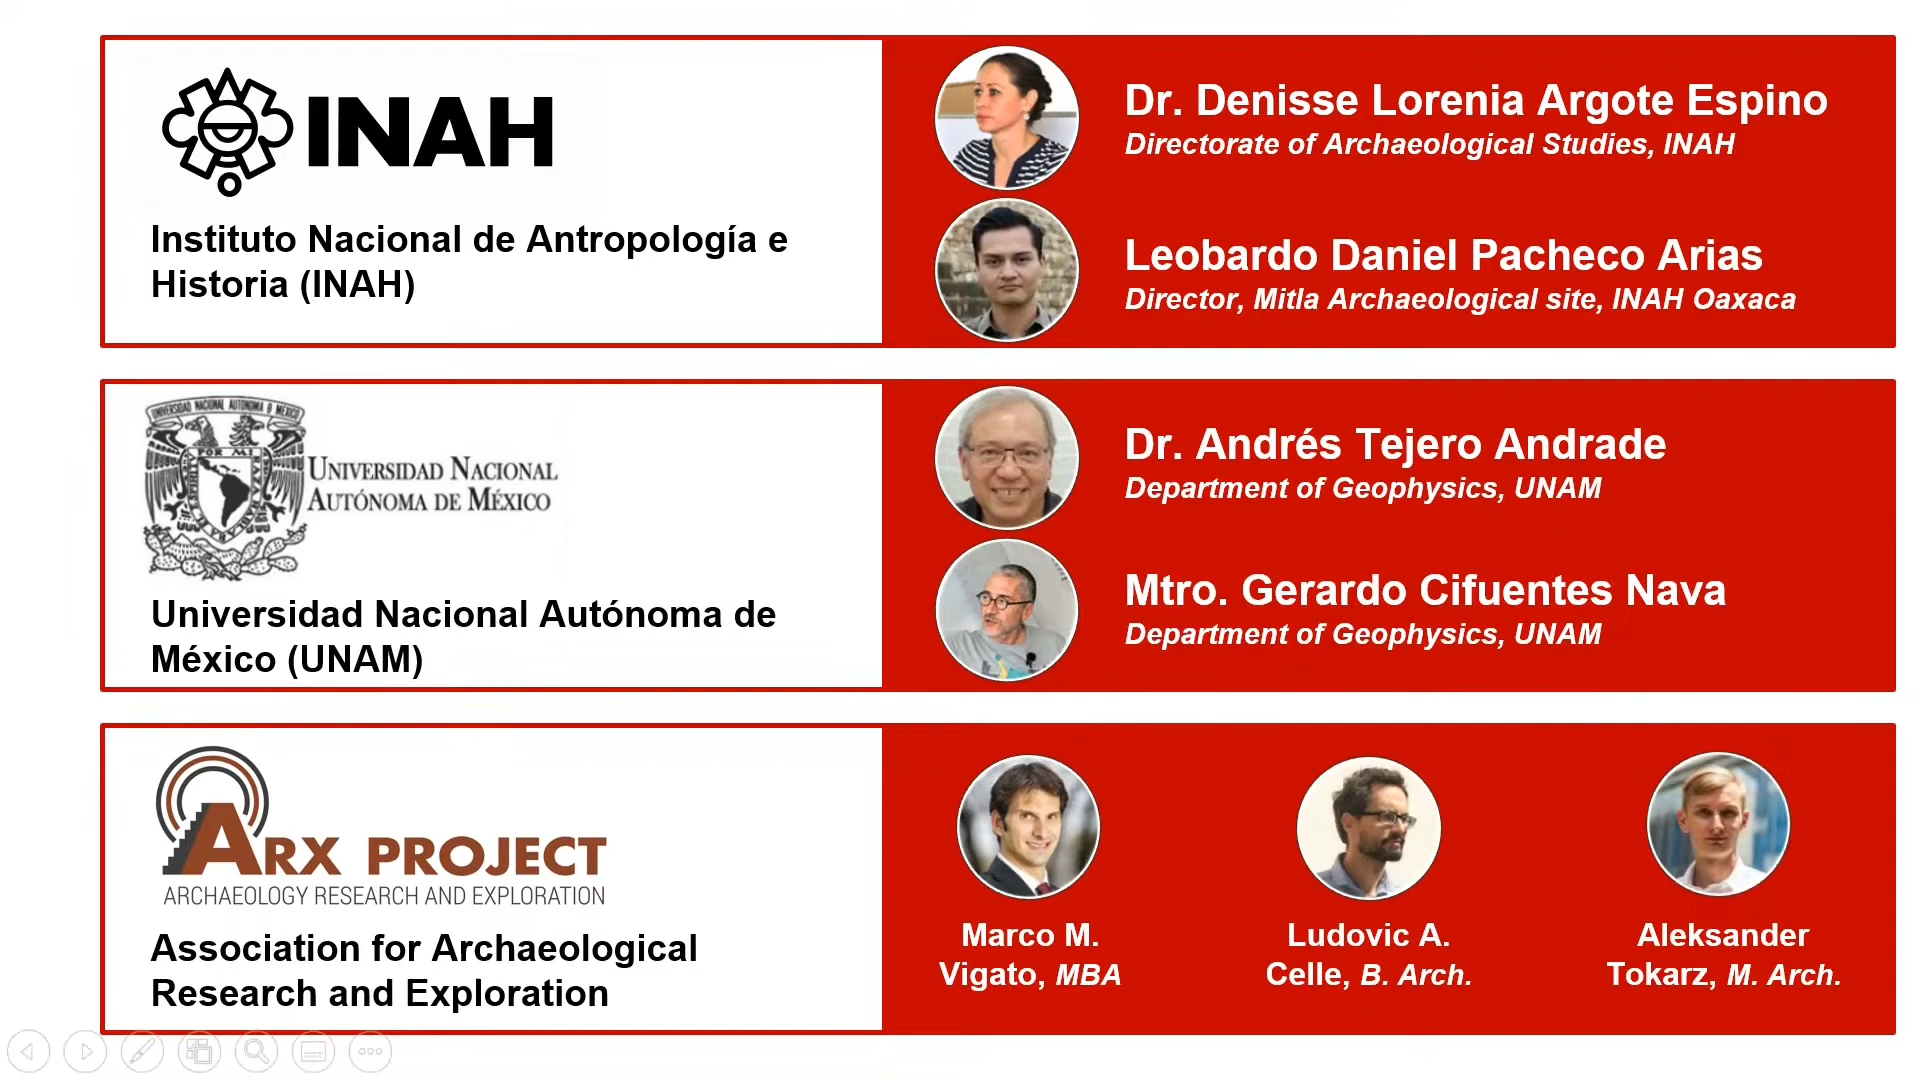 INAH
Instituto Nacional de Antropología e
Historia (INAH)
Dr. Denisse Lorenia Argote Espino
Directorate of Archaeological Studies, INAH
Leobardo Daniel Pacheco Arias
Director, Mitla Archaeological site, INAH Oaxaca
UNIVERSIDAD NACIONAL
AUTÓNOMA DE MÉXICO
Universidad Nacional Autónoma de
México (UNAM)
Dr. Andrés Tejero Andrade
Department of Geophysics, UNAM
Mtro. Gerardo Cifuentes Nava
Department of Geophysics, UNAM
ARX PROJECT
ARCHAEOLOGY RESEARCH AND EXPLORATION
Association for Archaeological
Research and Exploration
Marco M.
Vigato, MBA
Ludovic A.
Celle, B. Arch.
Aleksander
Tokarz, M. Arch.